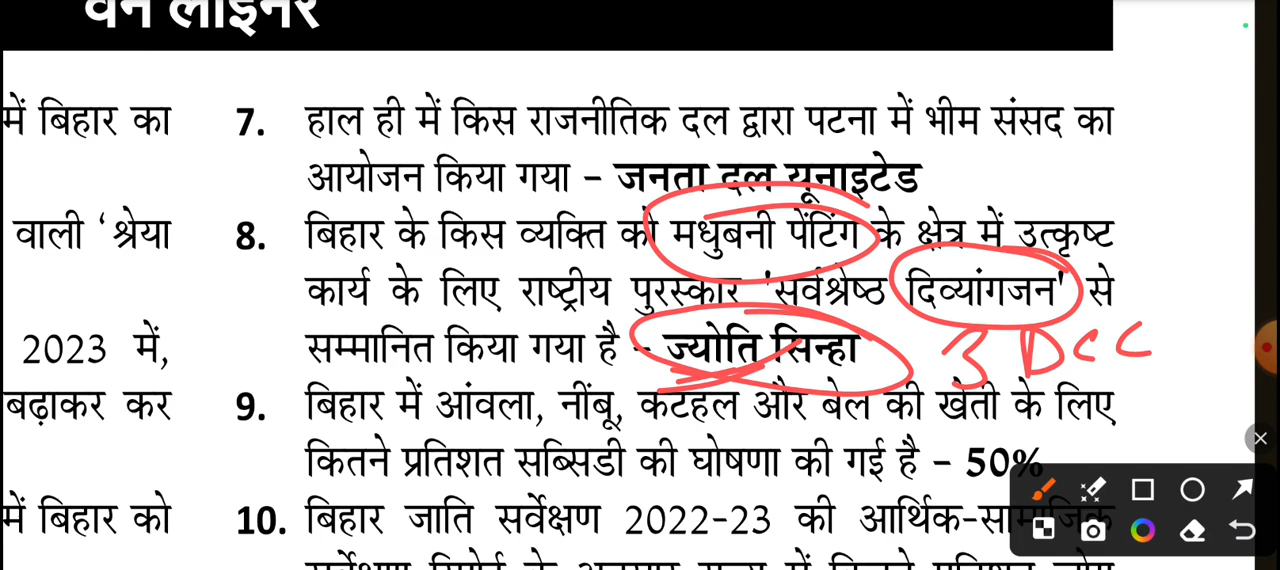 वन लाइनर
में बिहार का
वाली ‘श्रेया
2023 में,
बढ़ाकर कर
में बिहार को
7. हाल ही में किस राजनीतिक दल द्वारा पटना में भीम संसद का
आयोजन किया गया – जनता दल यूनाइटेड
8. बिहार के किस व्यक्ति को मधुबनी पेंटिंग के क्षेत्र में उत्कृष्ट
कार्य के लिए राष्ट्रीय पुरस्कार 'सर्वश्रेष्ठ दिव्यांगजन' से
सम्मानित किया गया है - ज्योति सिन्हा
3 Dec
9. बिहार में आंवला, नींबू, कटहल और बेल की खेती के लिए
कितने प्रतिशत सब्सिडी की घोषणा की गई है – 50%
10. बिहार जाति सर्वेक्षण 2022-23 की आर्थिक-सामाजिक